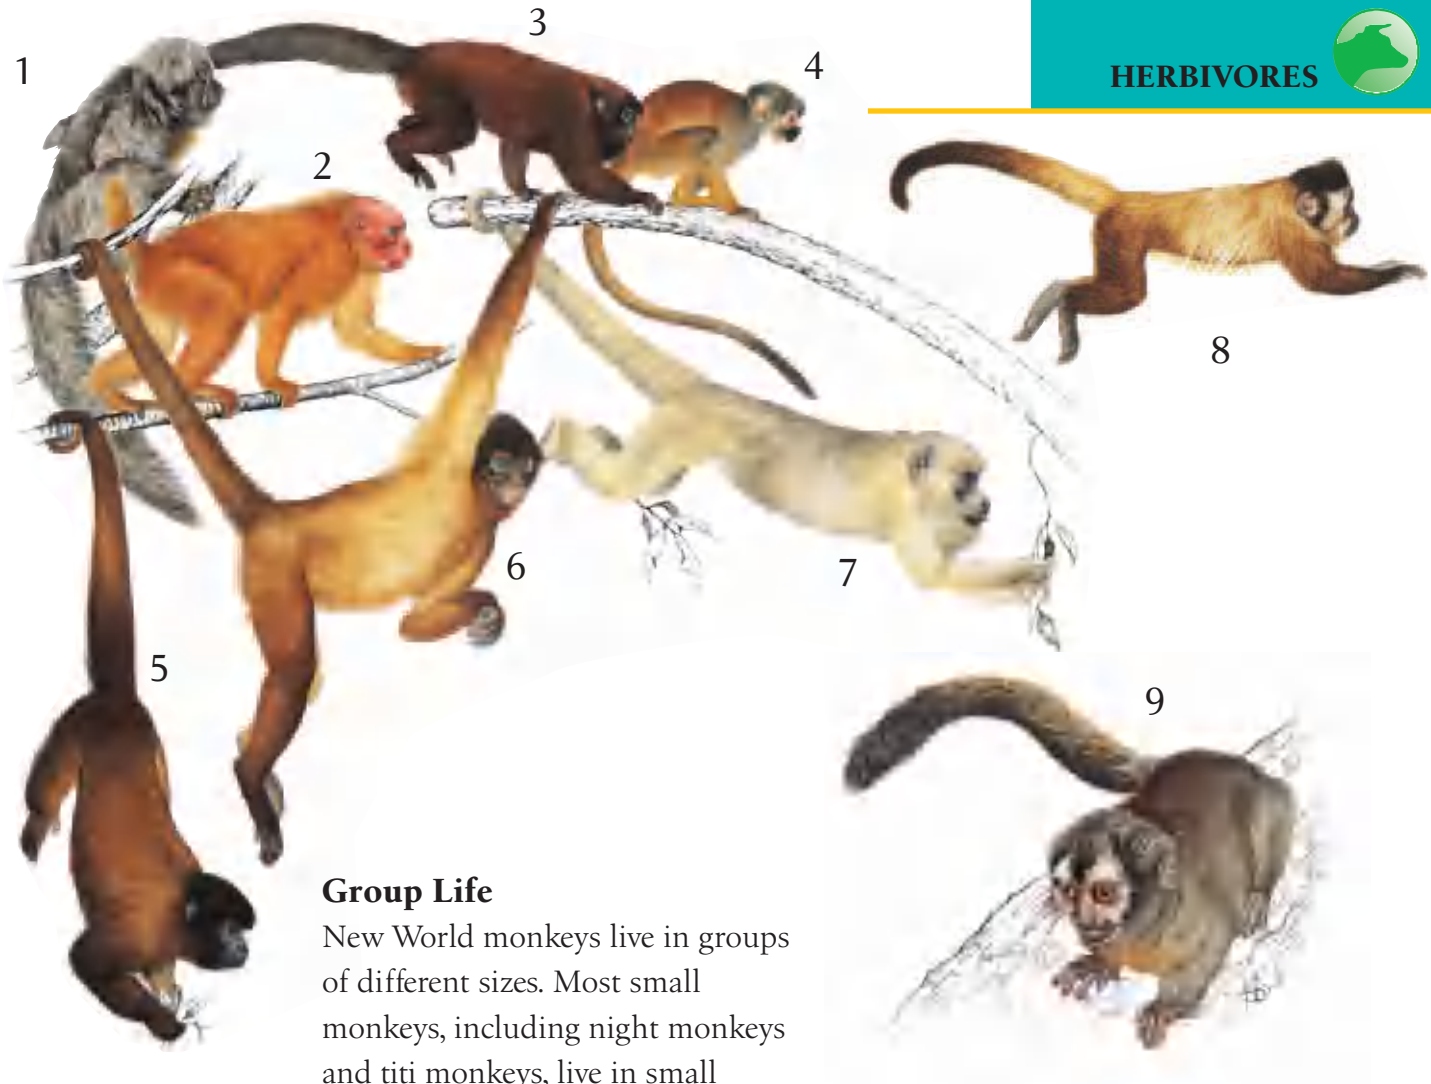 HERBIVORES
1
2
3
4
5
6
7
8
9
Group Life
New World monkeys live in groups
of different sizes. Most small
monkeys, including night monkeys
and titi monkeys, live in small